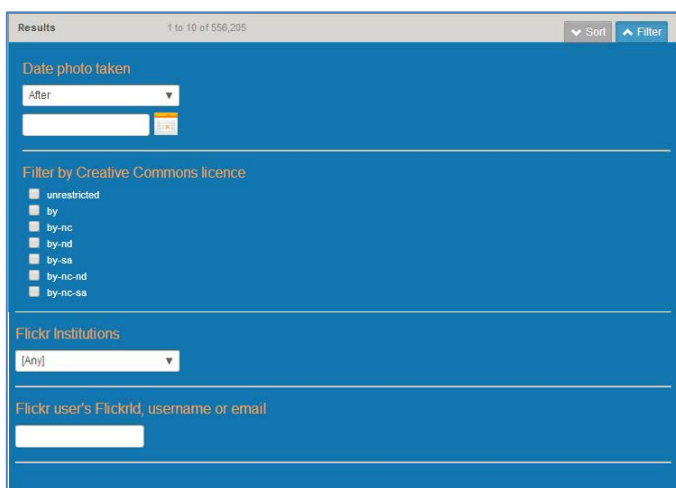 Results 1 to 10 of 556,205 Sort Filter
Date photo taken
After
Filter by Creative Commons licence
unrestricted
by
by-nc
by-nd
by-sa
by-nc-nd
by-nc-sa
Flickr Institutions
[Any]
Flickr user's FlickrId, username or email